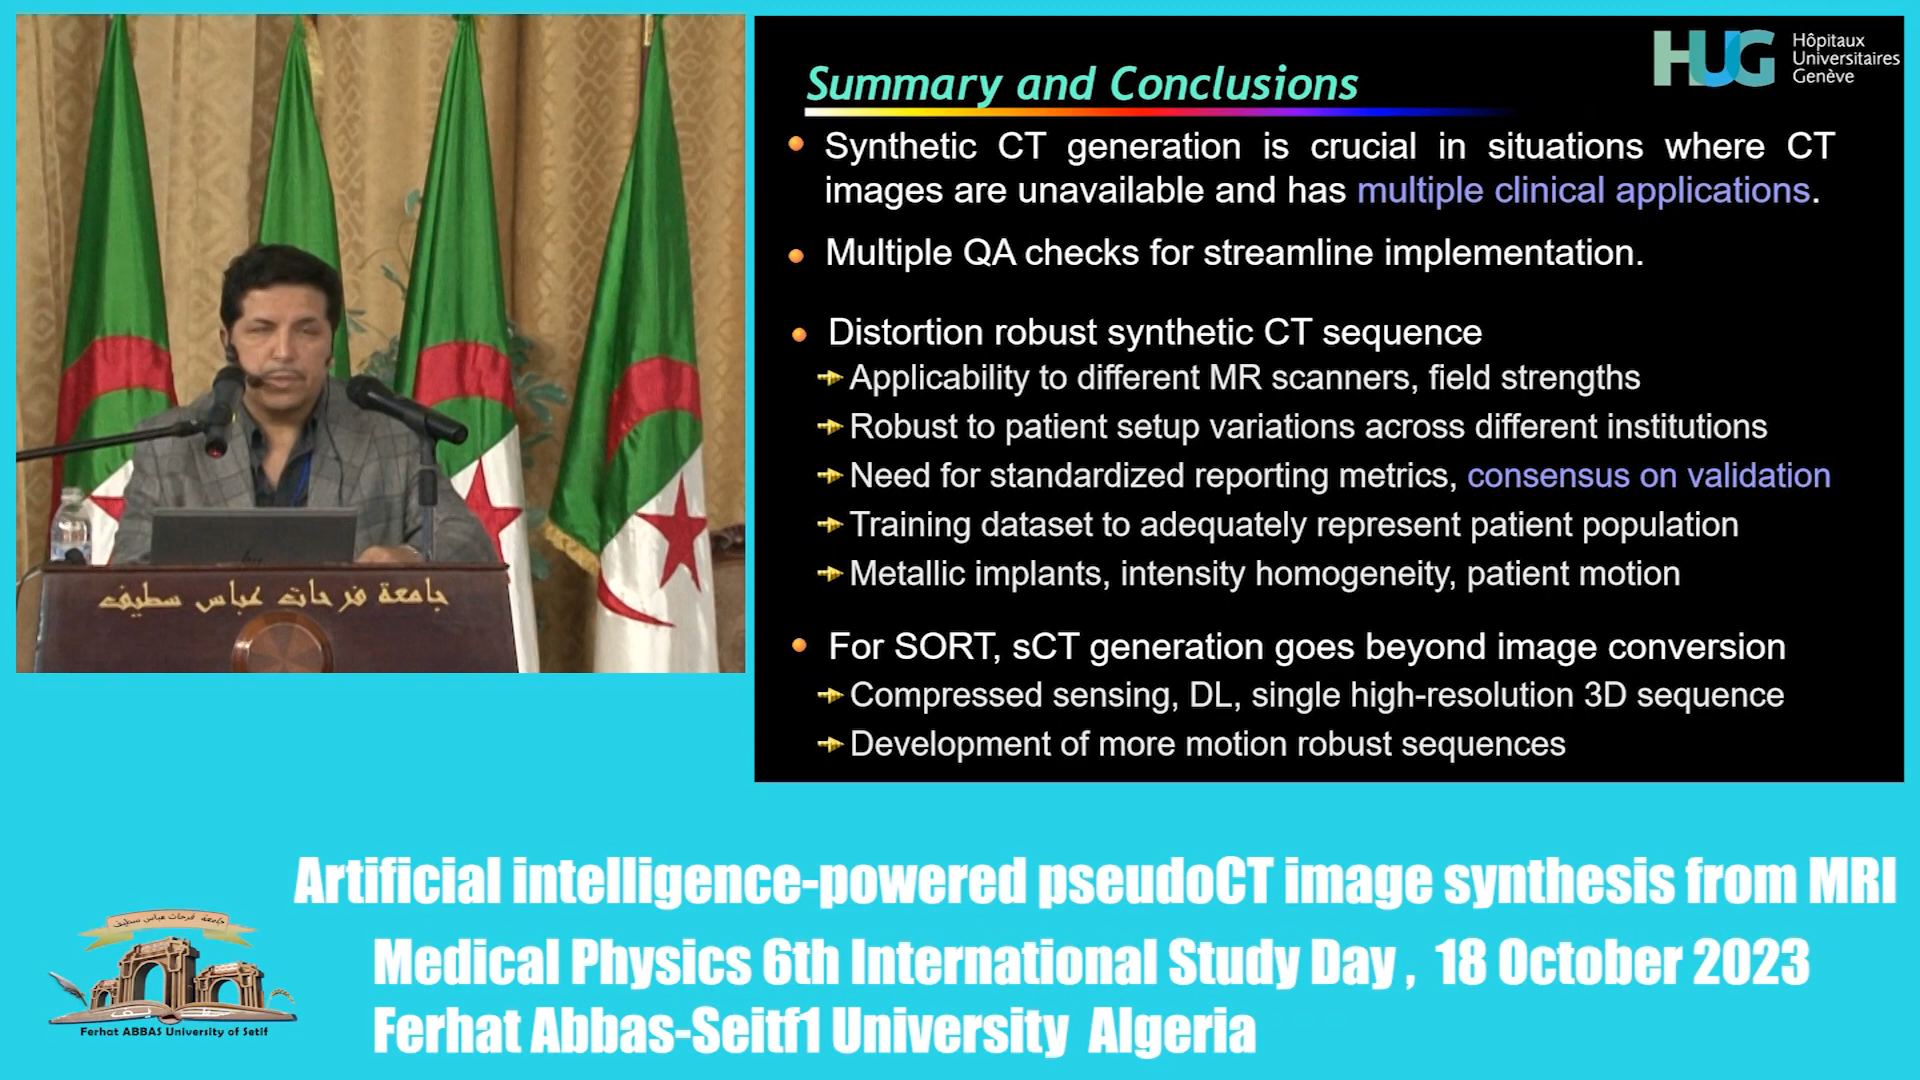 جامعة فرحات عباس سطيف
HUG
Hôpitaux
Universitaires
Genève
Summary and Conclusions
Synthetic CT generation is crucial in situations where CT
images are unavailable and has multiple clinical applications.
Multiple QA checks for streamline implementation.
Distortion robust synthetic CT sequence
Applicability to different MR scanners, field strengths
Robust to patient setup variations across different institutions
Need for standardized reporting metrics, consensus on validation
Training dataset to adequately represent patient population
Metallic implants, intensity homogeneity, patient motion
For SORT, sCT generation goes beyond image conversion
Compressed sensing, DL, single high-resolution 3D sequence
Development of more motion robust sequences
Artificial intelligence-powered pseudoCT image synthesis from MRI
Medical Physics 6th International Study Day , 18 October 2023
Ferhat Abbas-Seitf1 University Algeria
جامعة فرحات عباس سطيف
Ferhat ABBAS University of Setif